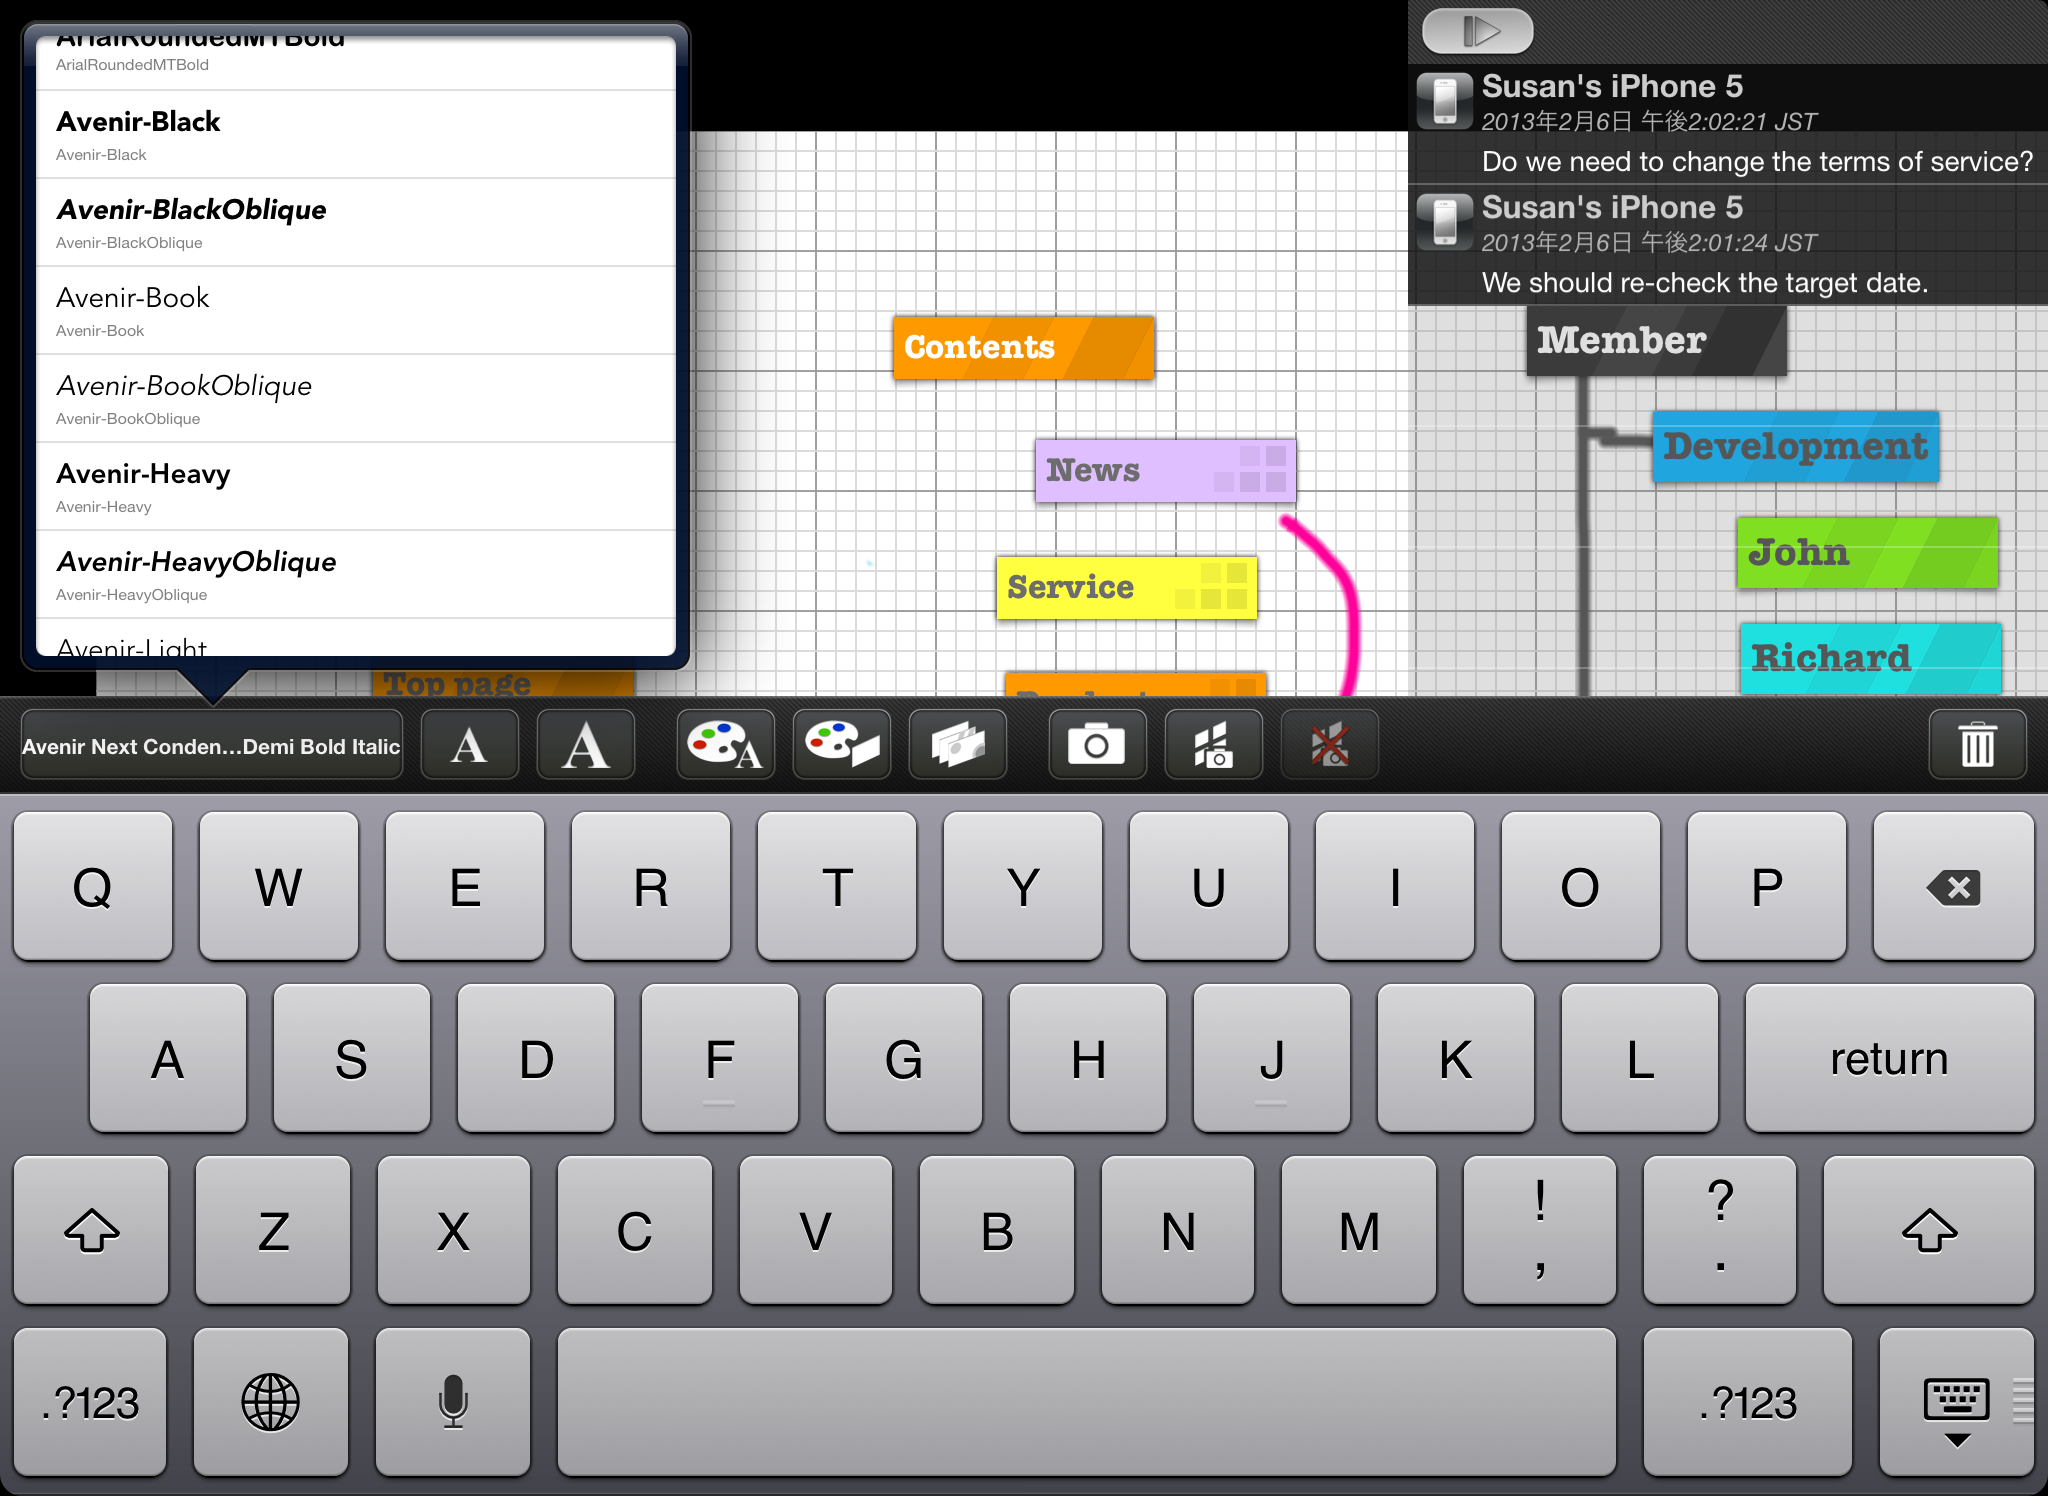 ArialRoundedMTBold
ArialRoundedMTBold
Avenir-Black
Avenir-Black
Avenir-BlackOblique
Avenir-BlackOblique
Avenir-Book
Avenir-Book
Avenir-BookOblique
Avenir-BookOblique
Avenir-Heavy
Avenir-Heavy
Avenir-HeavyOblique
Avenir-HeavyOblique
Avenir-Light
Susan's iPhone 5
2013年2月6日 午後2:02:21 JST
Do we need to change the terms of service?
Susan's iPhone 5
2013年2月6日 午後2:01:24 JST
We should re-check the target date.
Contents
News
Service
Member
Development
John
Richard
Top page
Avenir Next Conden...Demi Bold Italic
A
A
A
Q W E R T Y U I O P
A S D F G H J K L return
Z X C V B N M ! , ? .
.?123
.?123